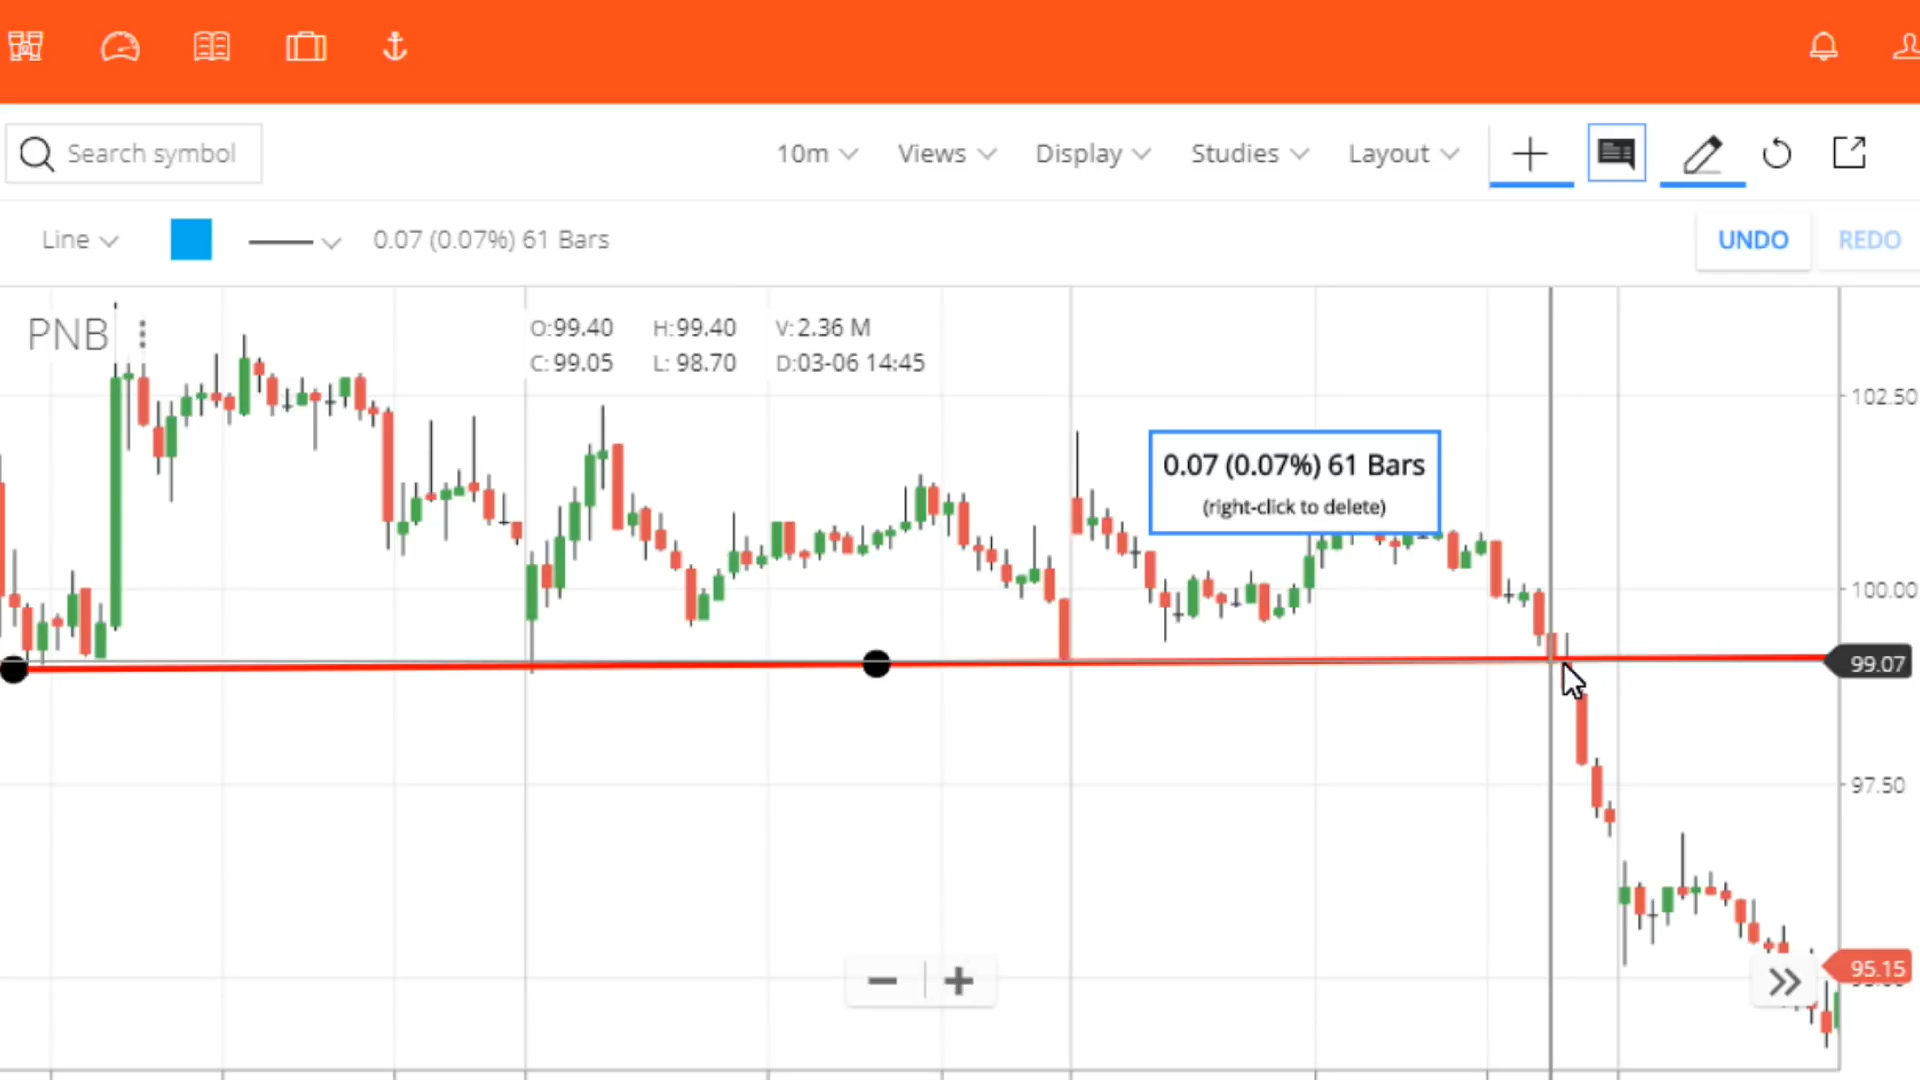 Search symbol
10m Views Display Studies Layout
Line 0.07 (0.07%) 61 Bars UNDO REDO
PNB
O:99.40 H:99.40 V:2.36 M
C:99.05 L: 98.70 D:03-06 14:45
102.50
0.07 (0.07%) 61 Bars
(right-click to delete)
100.00
99.07
97.50
95.15